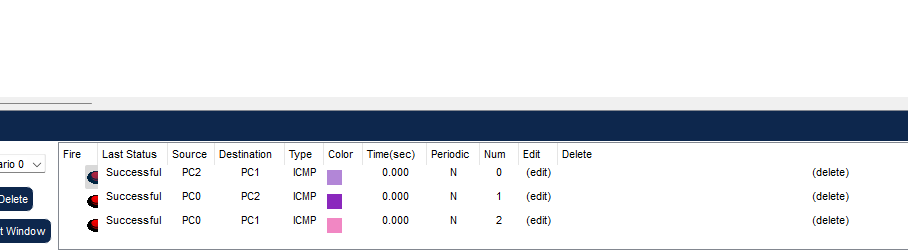 Fire Last Status Source Destination Type Color Time(sec) Periodic Num Edit Delete
ario 0
Successful PC2 PC1 ICMP 0.000 N 0 (edit) (delete)
Delete
Successful PC0 PC2 ICMP 0.000 N 1 (edit) (delete)
Successful PC0 PC1 ICMP 0.000 N 2 (edit) (delete)
t Window